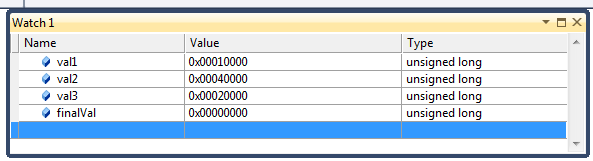 Watch 1
Name Value Type
val1 0x00010000 unsigned long
val2 0x00040000 unsigned long
val3 0x00020000 unsigned long
finalVal 0x00000000 unsigned long